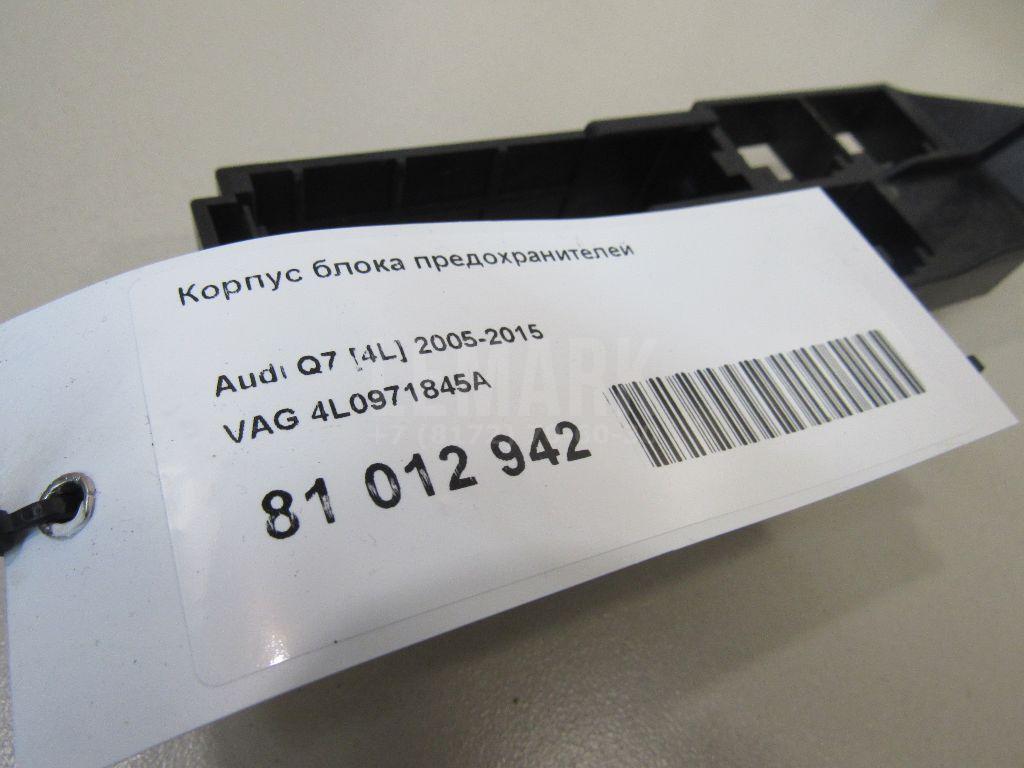 Корпус блока предохранителей
Audi Q7 [4L] 2005-2015
VAG 4L0971845A
81 012 942